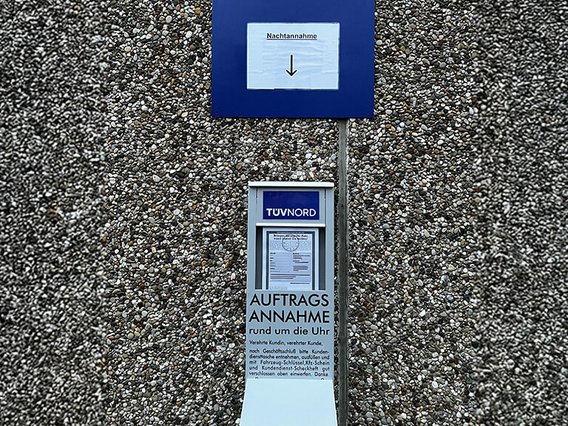 Nachtannahme
TÜVNORD
AUFTRAGS
ANNAHME
rund um die Uhr
Verehrte Kundin, verehrter Kunde,
nach Geschäftsschluß bitte Kunden-
diensttasche entnehmen, ausfüllen und
mit Fahrzeug-Schlüssel,Kfz-Schein
und Kundendienst-Scheckheft gut
verschlossen oben einwerfen. Danke